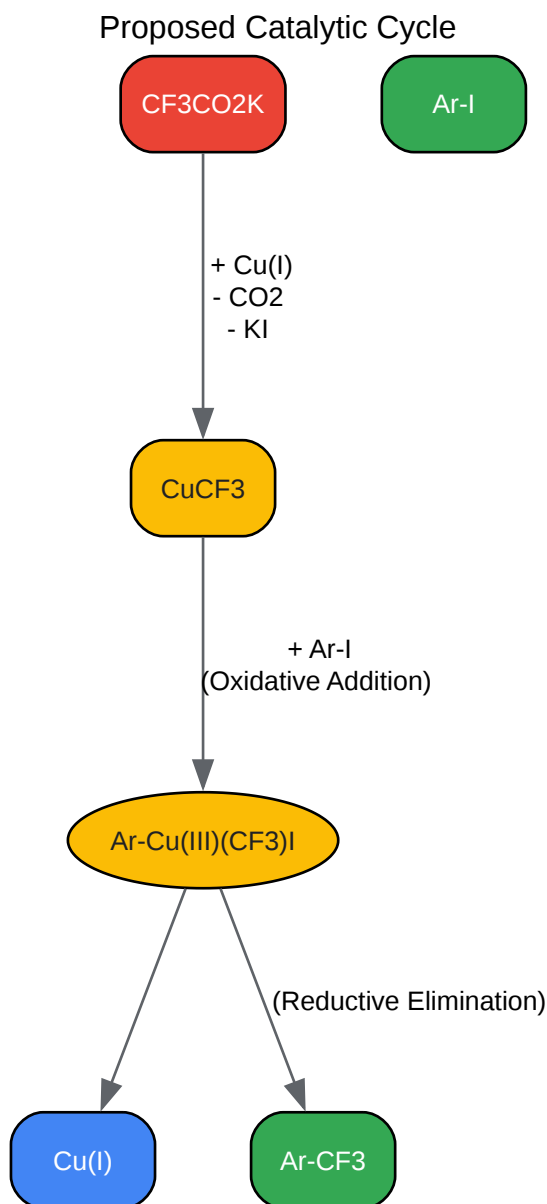 Proposed Catalytic Cycle
CF3CO2K
Ar-I
+ Cu(I)
- CO2
- KI
CuCF3
+ Ar-I
(Oxidative Addition)
Ar-Cu(III)(CF3)I
(Reductive Elimination)
Cu(I)
Ar-CF3